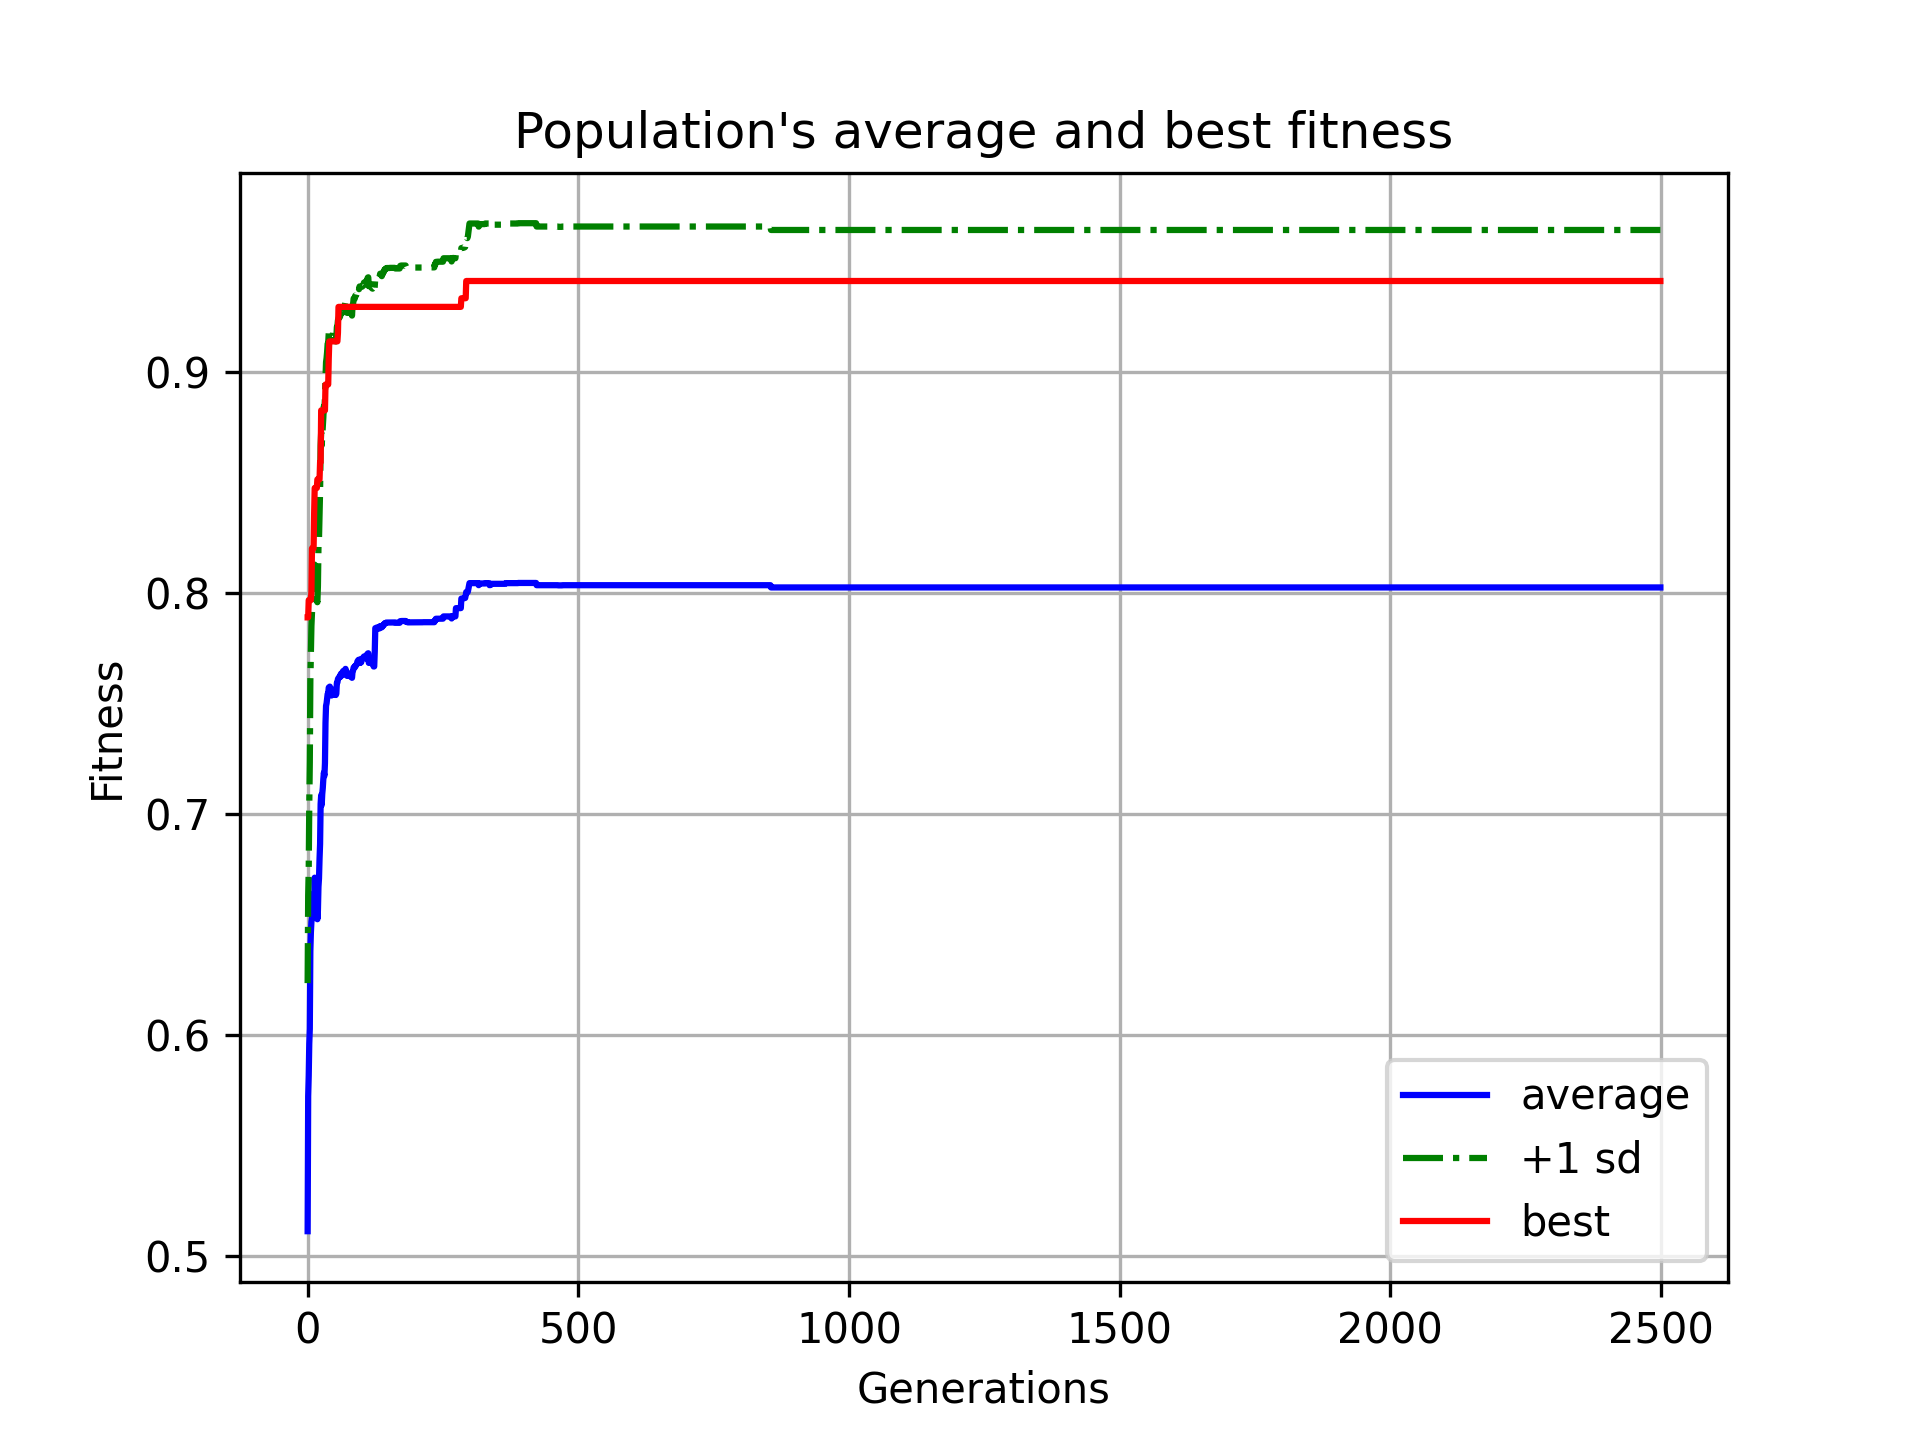 Population's average and best fitness
Fitness
0.9
0.8
0.7
0.6
0.5
average
+1 sd
best
0 500 1000 1500 2000 2500
Generations